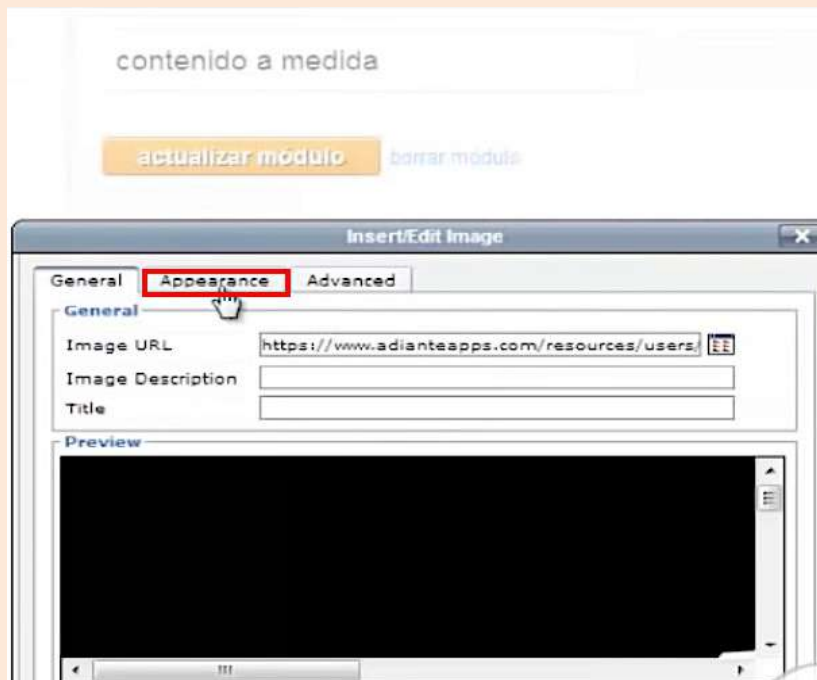 contenido a medida
actualizar módulo borrar módulo
Insert/Edit Image
General Appearance Advanced
General
Image URL https://www.adianteapps.com/resources/users/
Image Description
Title
Preview